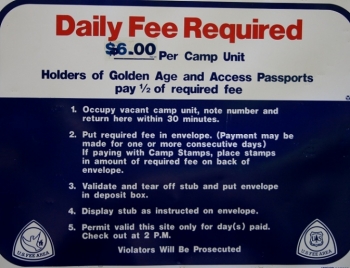 Daily Fee Required
$6.00 Per Camp Unit
Holders of Golden Age and Access Passports
pay ½ of required fee
1. Occupy vacant camp unit, note number and
return here within 30 minutes.
2. Put required fee in envelope. (Payment may be
made for one or more consecutive days)
If paying with Camp Stamps, place stamps
in amount of required fee on back of
envelope.
3. Validate and tear off stub and put envelope
in deposit box.
4. Display stub as instructed on envelope.
5. Permit valid this site only for day(s) paid.
Check out at 2 P.M.
Violators Will Be Prosecuted
U.S. FEE AREA
U.S. FEE AREA